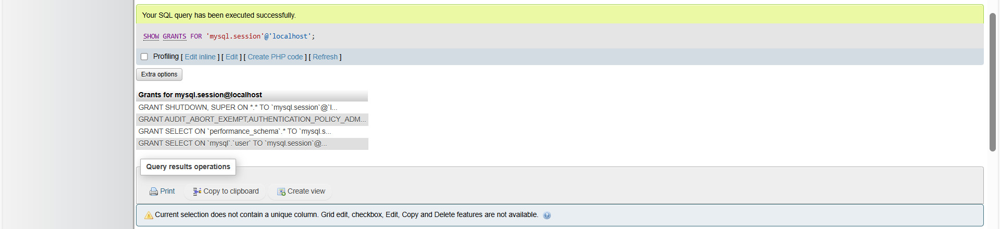 Your SQL query has been executed successfully.
SHOW GRANTS FOR 'mysql.session'@'localhost';
Profiling [ Edit inline ] [ Edit ] [ Create PHP code ] [ Refresh ]
Extra options
Grants for mysql.session@localhost
GRANT SHUTDOWN, SUPER ON *.* TO `mysql.session`@`l...
GRANT AUDIT_ABORT_EXEMPT,AUTHENTICATION_POLICY_ADM...
GRANT SELECT ON `performance_schema`.* TO `mysql.s...
GRANT SELECT ON `mysql`.`user` TO `mysql.session`@...
Query results operations
Print Copy to clipboard Create view
Current selection does not contain a unique column. Grid edit, checkbox, Edit, Copy and Delete features are not available.